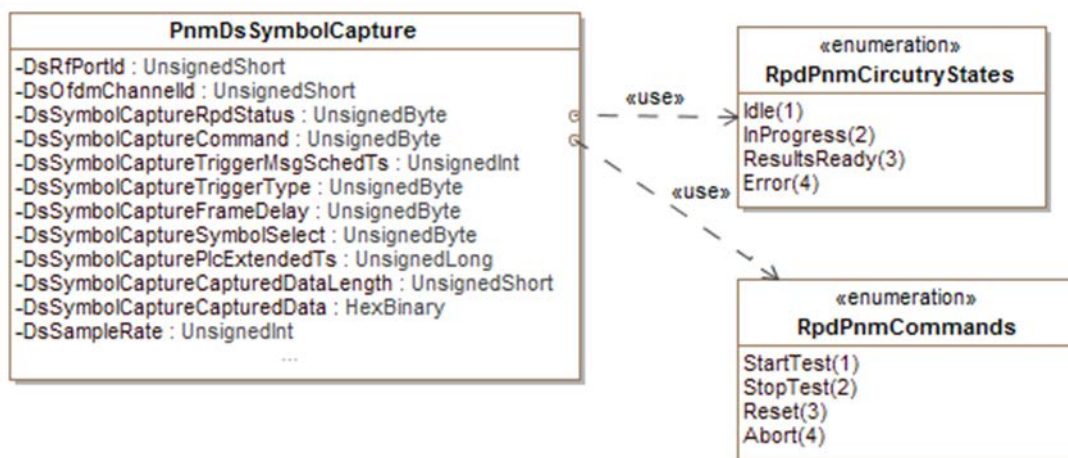 PnmDsSymbolCapture
-DsRfPortId : UnsignedShort
-DsOfdmChannelId : UnsignedShort
-DsSymbolCaptureRpdStatus : UnsignedByte
-DsSymbolCaptureCommand : UnsignedByte
-DsSymbolCaptureTriggerMsgSchedTs : UnsignedInt
-DsSymbolCaptureTriggerType : UnsignedByte
-DsSymbolCaptureFrameDelay : UnsignedByte
-DsSymbolCaptureSymbolSelect : UnsignedByte
-DsSymbolCapturePlcExtendedTs : UnsignedLong
-DsSymbolCaptureCapturedDataLength : UnsignedShort
-DsSymbolCaptureCapturedData : HexBinary
-DsSampleRate : UnsignedInt
...
«use»
«use»
«enumeration»
RpdPnmCircutryStates
Idle(1)
InProgress(2)
ResultsReady(3)
Error(4)
«enumeration»
RpdPnmCommands
StartTest(1)
StopTest(2)
Reset(3)
Abort(4)